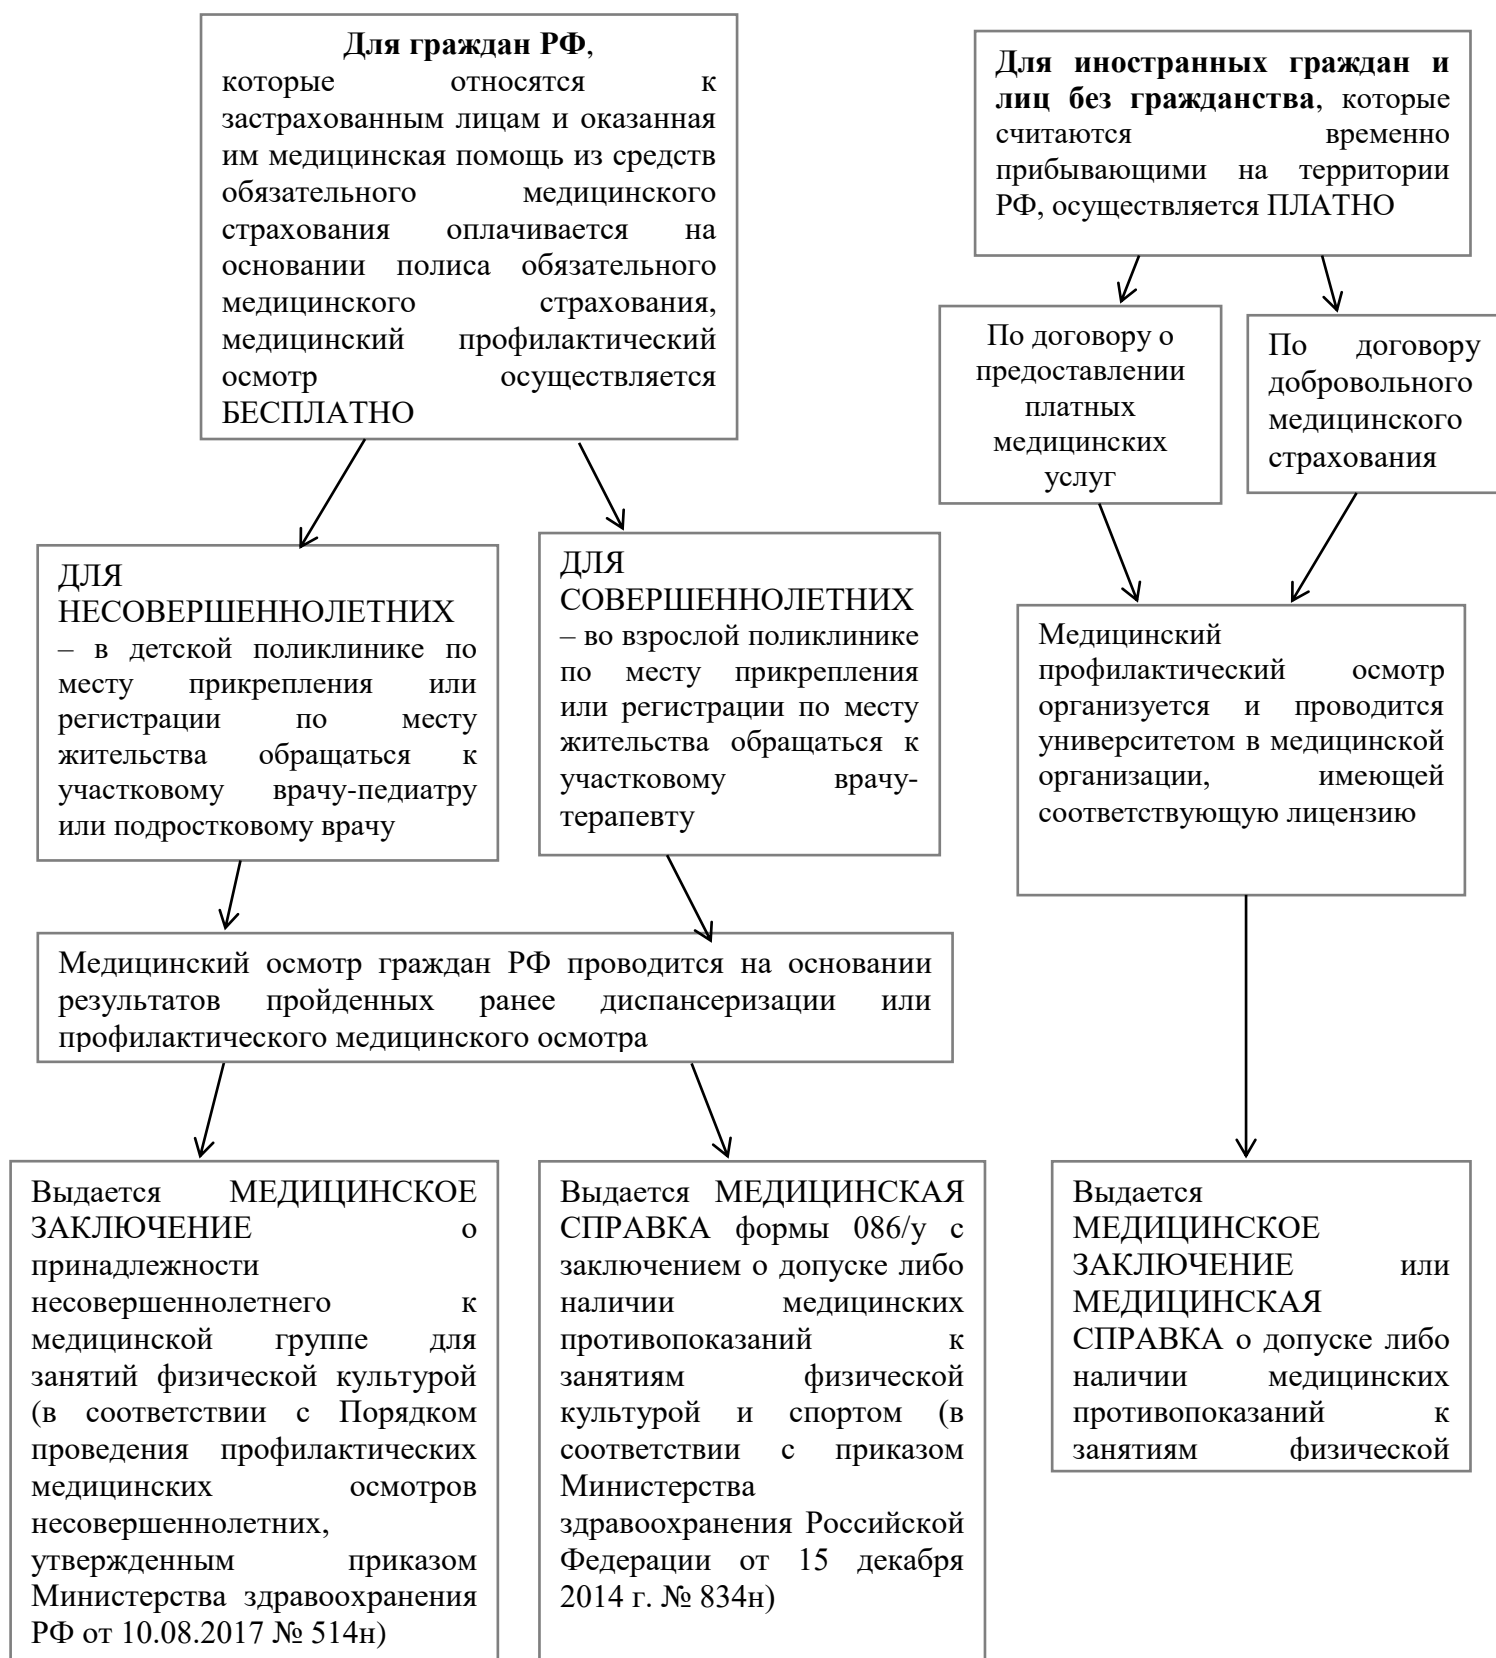 Для граждан РФ,
которые относятся к
застрахованным лицам и оказанная
им медицинская помощь из средств
обязательного медицинского
страхования оплачивается на
основании полиса обязательного
медицинского страхования,
медицинский профилактический
осмотр осуществляется
БЕСПЛАТНО
Для иностранных граждан и
лиц без гражданства, которые
считаются временно
прибывающими на территории
РФ, осуществляется ПЛАТНО
По договору о
предоставлении
платных
медицинских
услуг
По договору
добровольного
медицинского
страхования
ДЛЯ
НЕСОВЕРШЕННОЛЕТНИХ
– в детской поликлинике по
месту прикрепления или
регистрации по месту
жительства обращаться к
участковому врачу-педиатру
или подростковому врачу
ДЛЯ
СОВЕРШЕННОЛЕТНИХ
– во взрослой поликлинике
по месту прикрепления
или регистрации по месту
жительства обращаться к
участковому врачу-
терапевту
Медицинский
профилактический осмотр
организуется и проводится
университетом в медицинской
организации, имеющей
соответствующую лицензию
Медицинский осмотр граждан РФ проводится на основании
результатов пройденных ранее диспансеризации или
профилактического медицинского осмотра
Выдается МЕДИЦИНСКОЕ
ЗАКЛЮЧЕНИЕ о
принадлежности
несовершеннолетнего к
медицинской группе для
занятий физической культурой
(в соответствии с Порядком
проведения профилактических
медицинских осмотров
несовершеннолетних,
утвержденным приказом
Министерства здравоохранения
РФ от 10.08.2017 № 514н)
Выдается МЕДИЦИНСКАЯ
СПРАВКА формы 086/у с
заключением о допуске либо
наличии медицинских
противопоказаний к
занятиям физической
культурой и спортом (в
соответствии с приказом
Министерства
здравоохранения Российской
Федерации от 15 декабря
2014 г. № 834н)
Выдается
МЕДИЦИНСКОЕ
ЗАКЛЮЧЕНИЕ или
МЕДИЦИНСКАЯ
СПРАВКА о допуске либо
наличии медицинских
противопоказаний к
занятиям физической